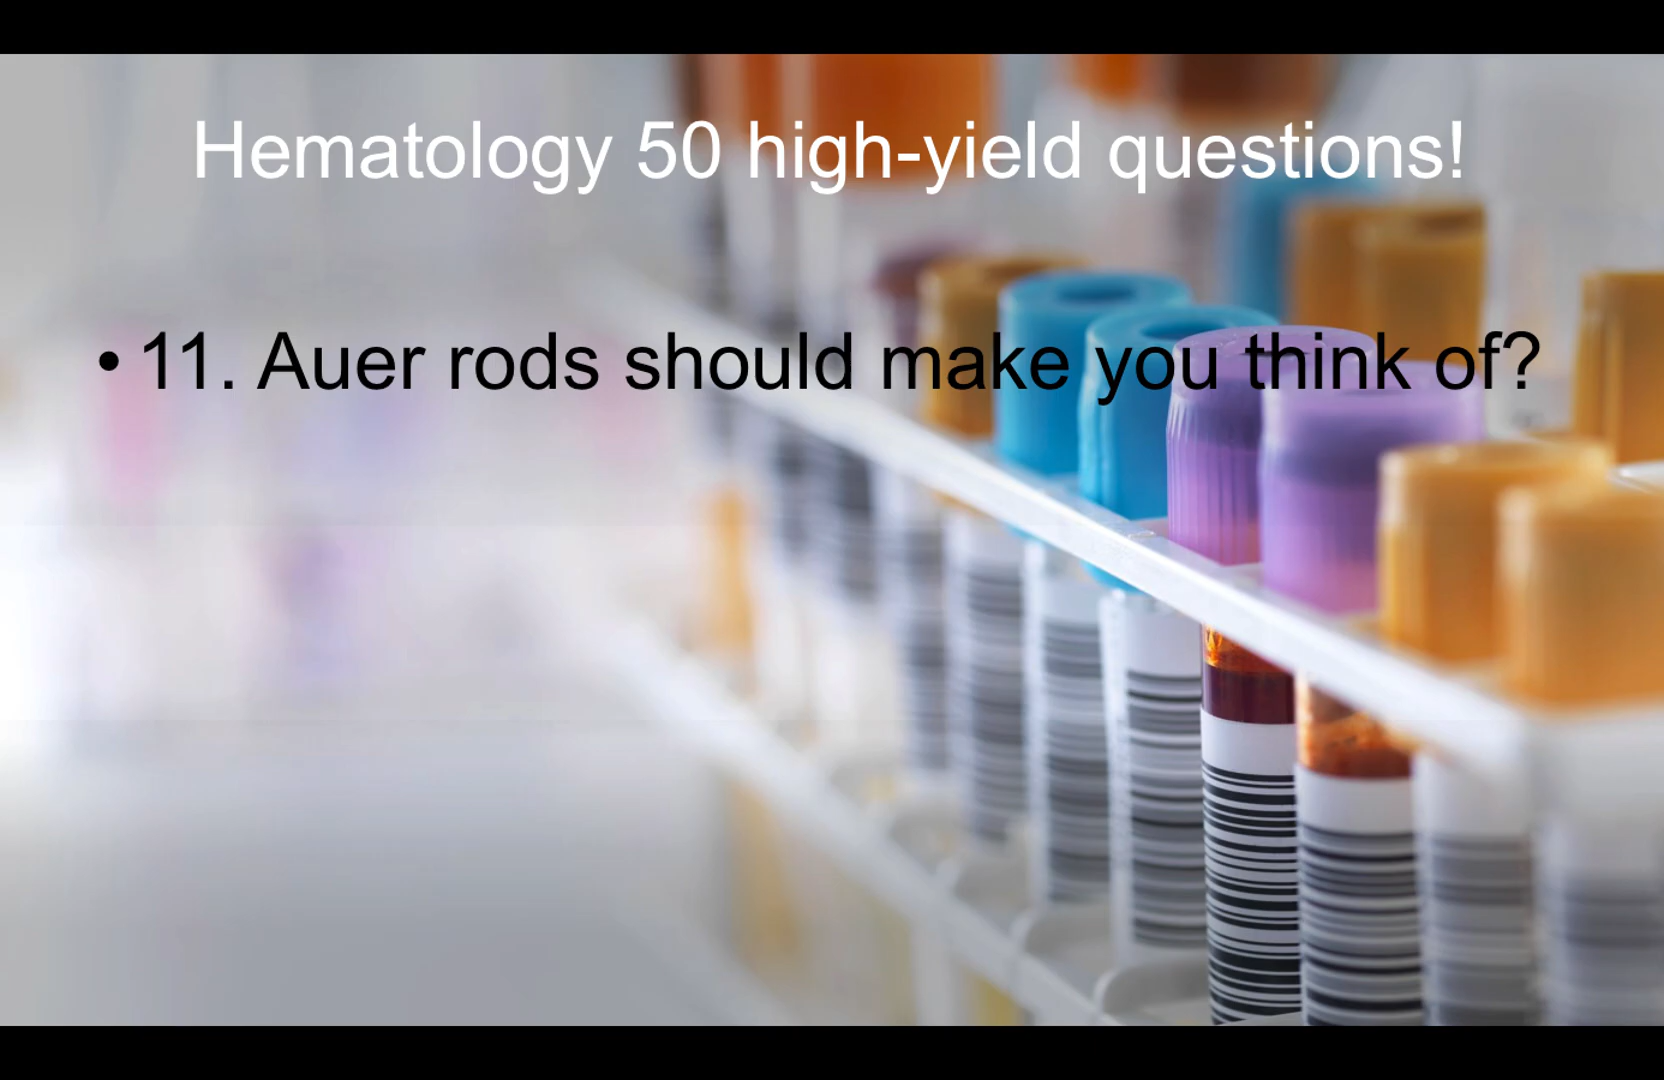 Hematology 50 high-yield questions!
• 11. Auer rods should make you think of?